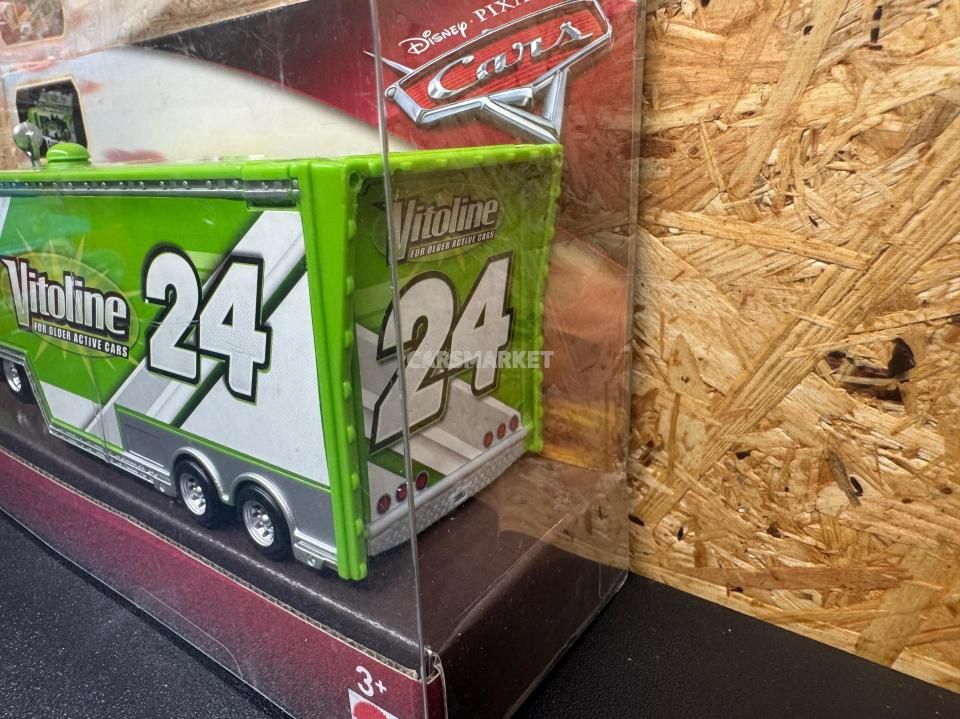 Disney · PIXAR
Cars
Vitoline
FOR OLDER ACTIVE CARS
24
Vitoline
FOR OLDER ACTIVE CARS
24
CARSMARKET
3+